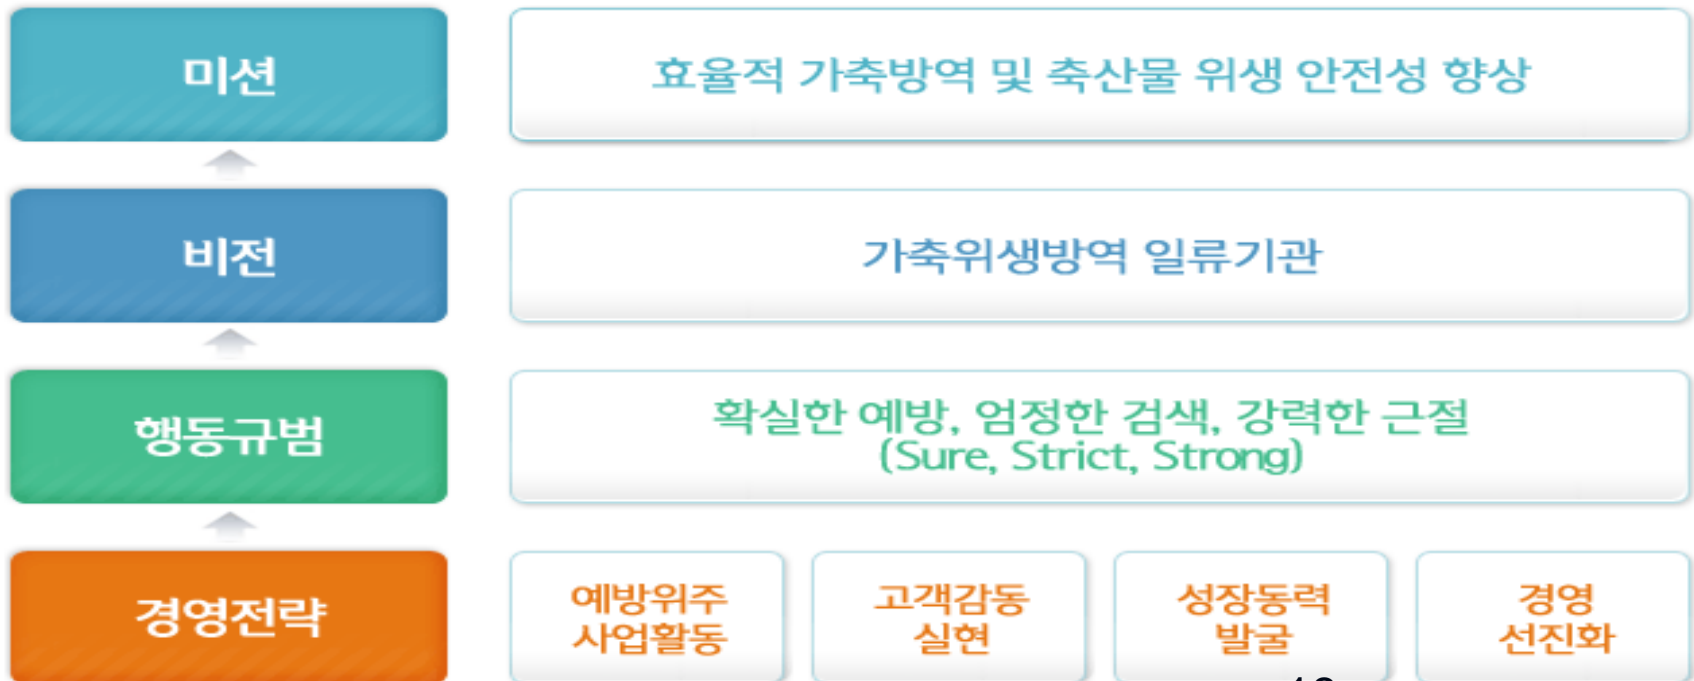 미션
효율적 가축방역 및 축산물 위생 안전성 향상
비전
가축위생방역 일류기관
행동규범
확실한 예방, 엄정한 검색, 강력한 근절
(Sure, Strict, Strong)
경영전략
예방위주
사업활동
고객감동
실현
성장동력
발굴
경영
선진화